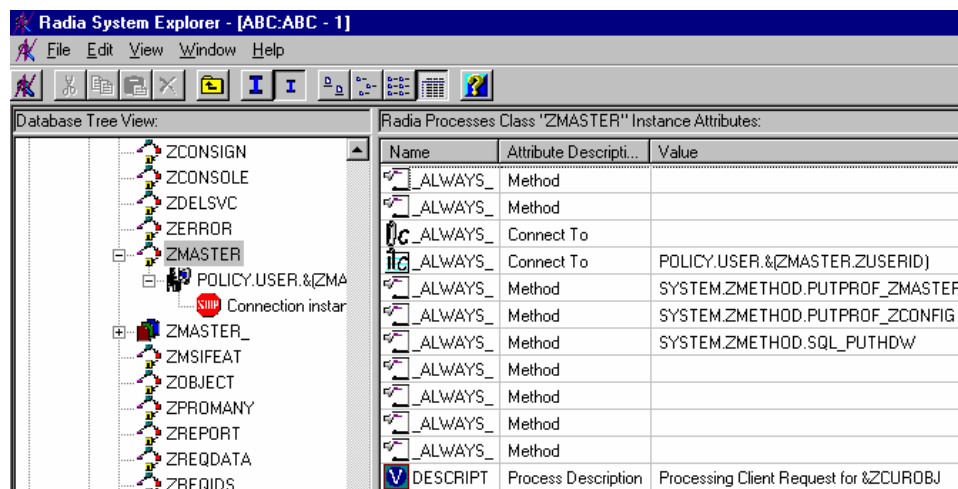 Radia System Explorer - [ABC:ABC - 1]
File Edit View Window Help
Database Tree View:
ZCONSIGN
ZCONSOLE
ZDELSVC
ZERROR
ZMASTER
POLICY.USER.&(ZMA
STOP Connection instar
ZMASTER_
ZMSIFEAT
ZOBJECT
ZPROMANY
ZREPORT
ZREQDATA
ZREQIDS
Radia Processes Class "ZMASTER" Instance Attributes:
Name Attribute Descripti... Value
_ALWAYS_ Method
_ALWAYS_ Method
_ALWAYS_ Connect To
_ALWAYS_ Connect To POLICY.USER.&(ZMASTER.ZUSERID)
_ALWAYS_ Method SYSTEM.ZMETHOD.PUTPROF_ZMASTER
_ALWAYS_ Method SYSTEM.ZMETHOD.PUTPROF_ZCONFIG
_ALWAYS_ Method SYSTEM.ZMETHOD.SQL_PUTHDW
_ALWAYS_ Method
_ALWAYS_ Method
_ALWAYS_ Method
_ALWAYS_ Method
V DESCRIPT Process Description Processing Client Request for &ZCUROBJ